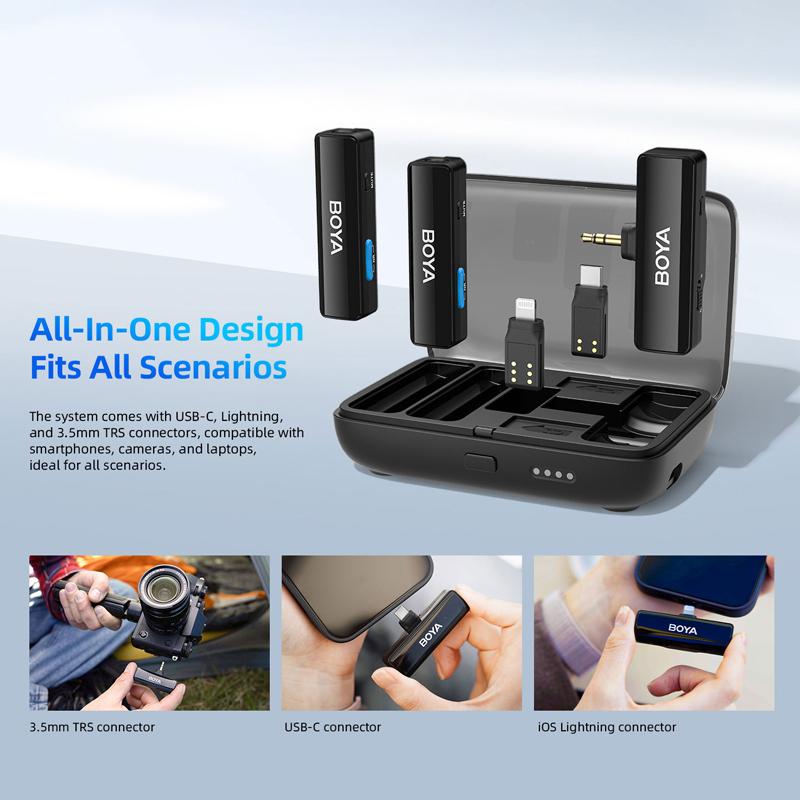 BOYA
BOYA
BOYA
All-In-One Design
Fits All Scenarios
The system comes with USB-C, Lightning,
and 3.5mm TRS connectors, compatible with
smartphones, cameras, and laptops,
ideal for all scenarios.
BOYA
BOYA
BOYA
3.5mm TRS connector
USB-C connector
iOS Lightning connector